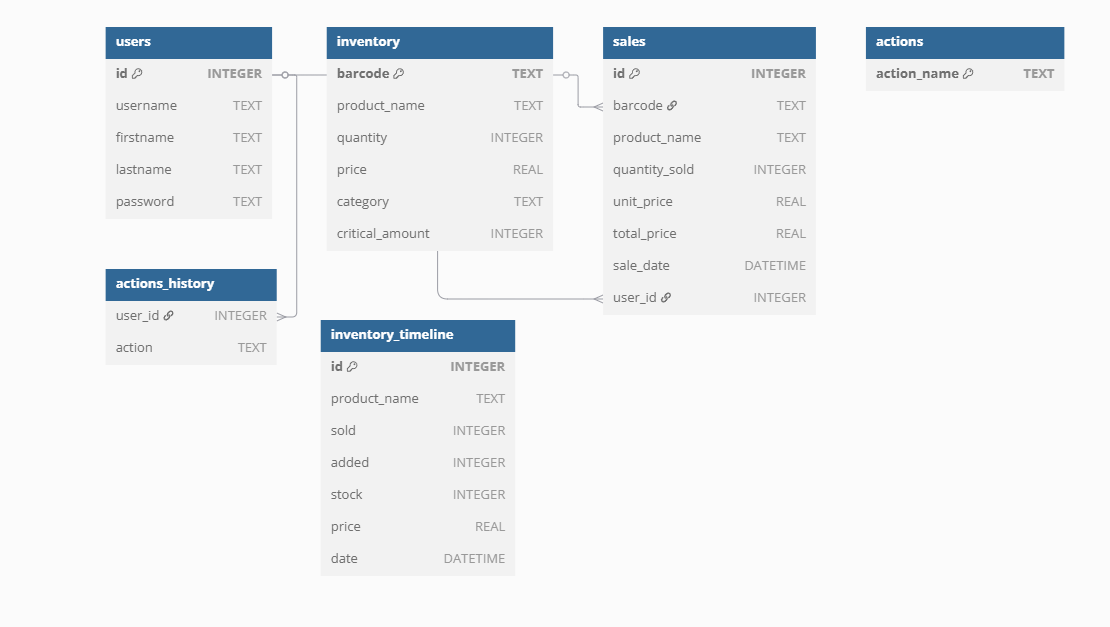 users
id INTEGER
username TEXT
firstname TEXT
lastname TEXT
password TEXT
inventory
barcode TEXT
product_name TEXT
quantity INTEGER
price REAL
category TEXT
critical_amount INTEGER
sales
id INTEGER
barcode TEXT
product_name TEXT
quantity_sold INTEGER
unit_price REAL
total_price REAL
sale_date DATETIME
user_id INTEGER
actions
action_name TEXT
actions_history
user_id INTEGER
action TEXT
inventory_timeline
id INTEGER
product_name TEXT
sold INTEGER
added INTEGER
stock INTEGER
price REAL
date DATETIME